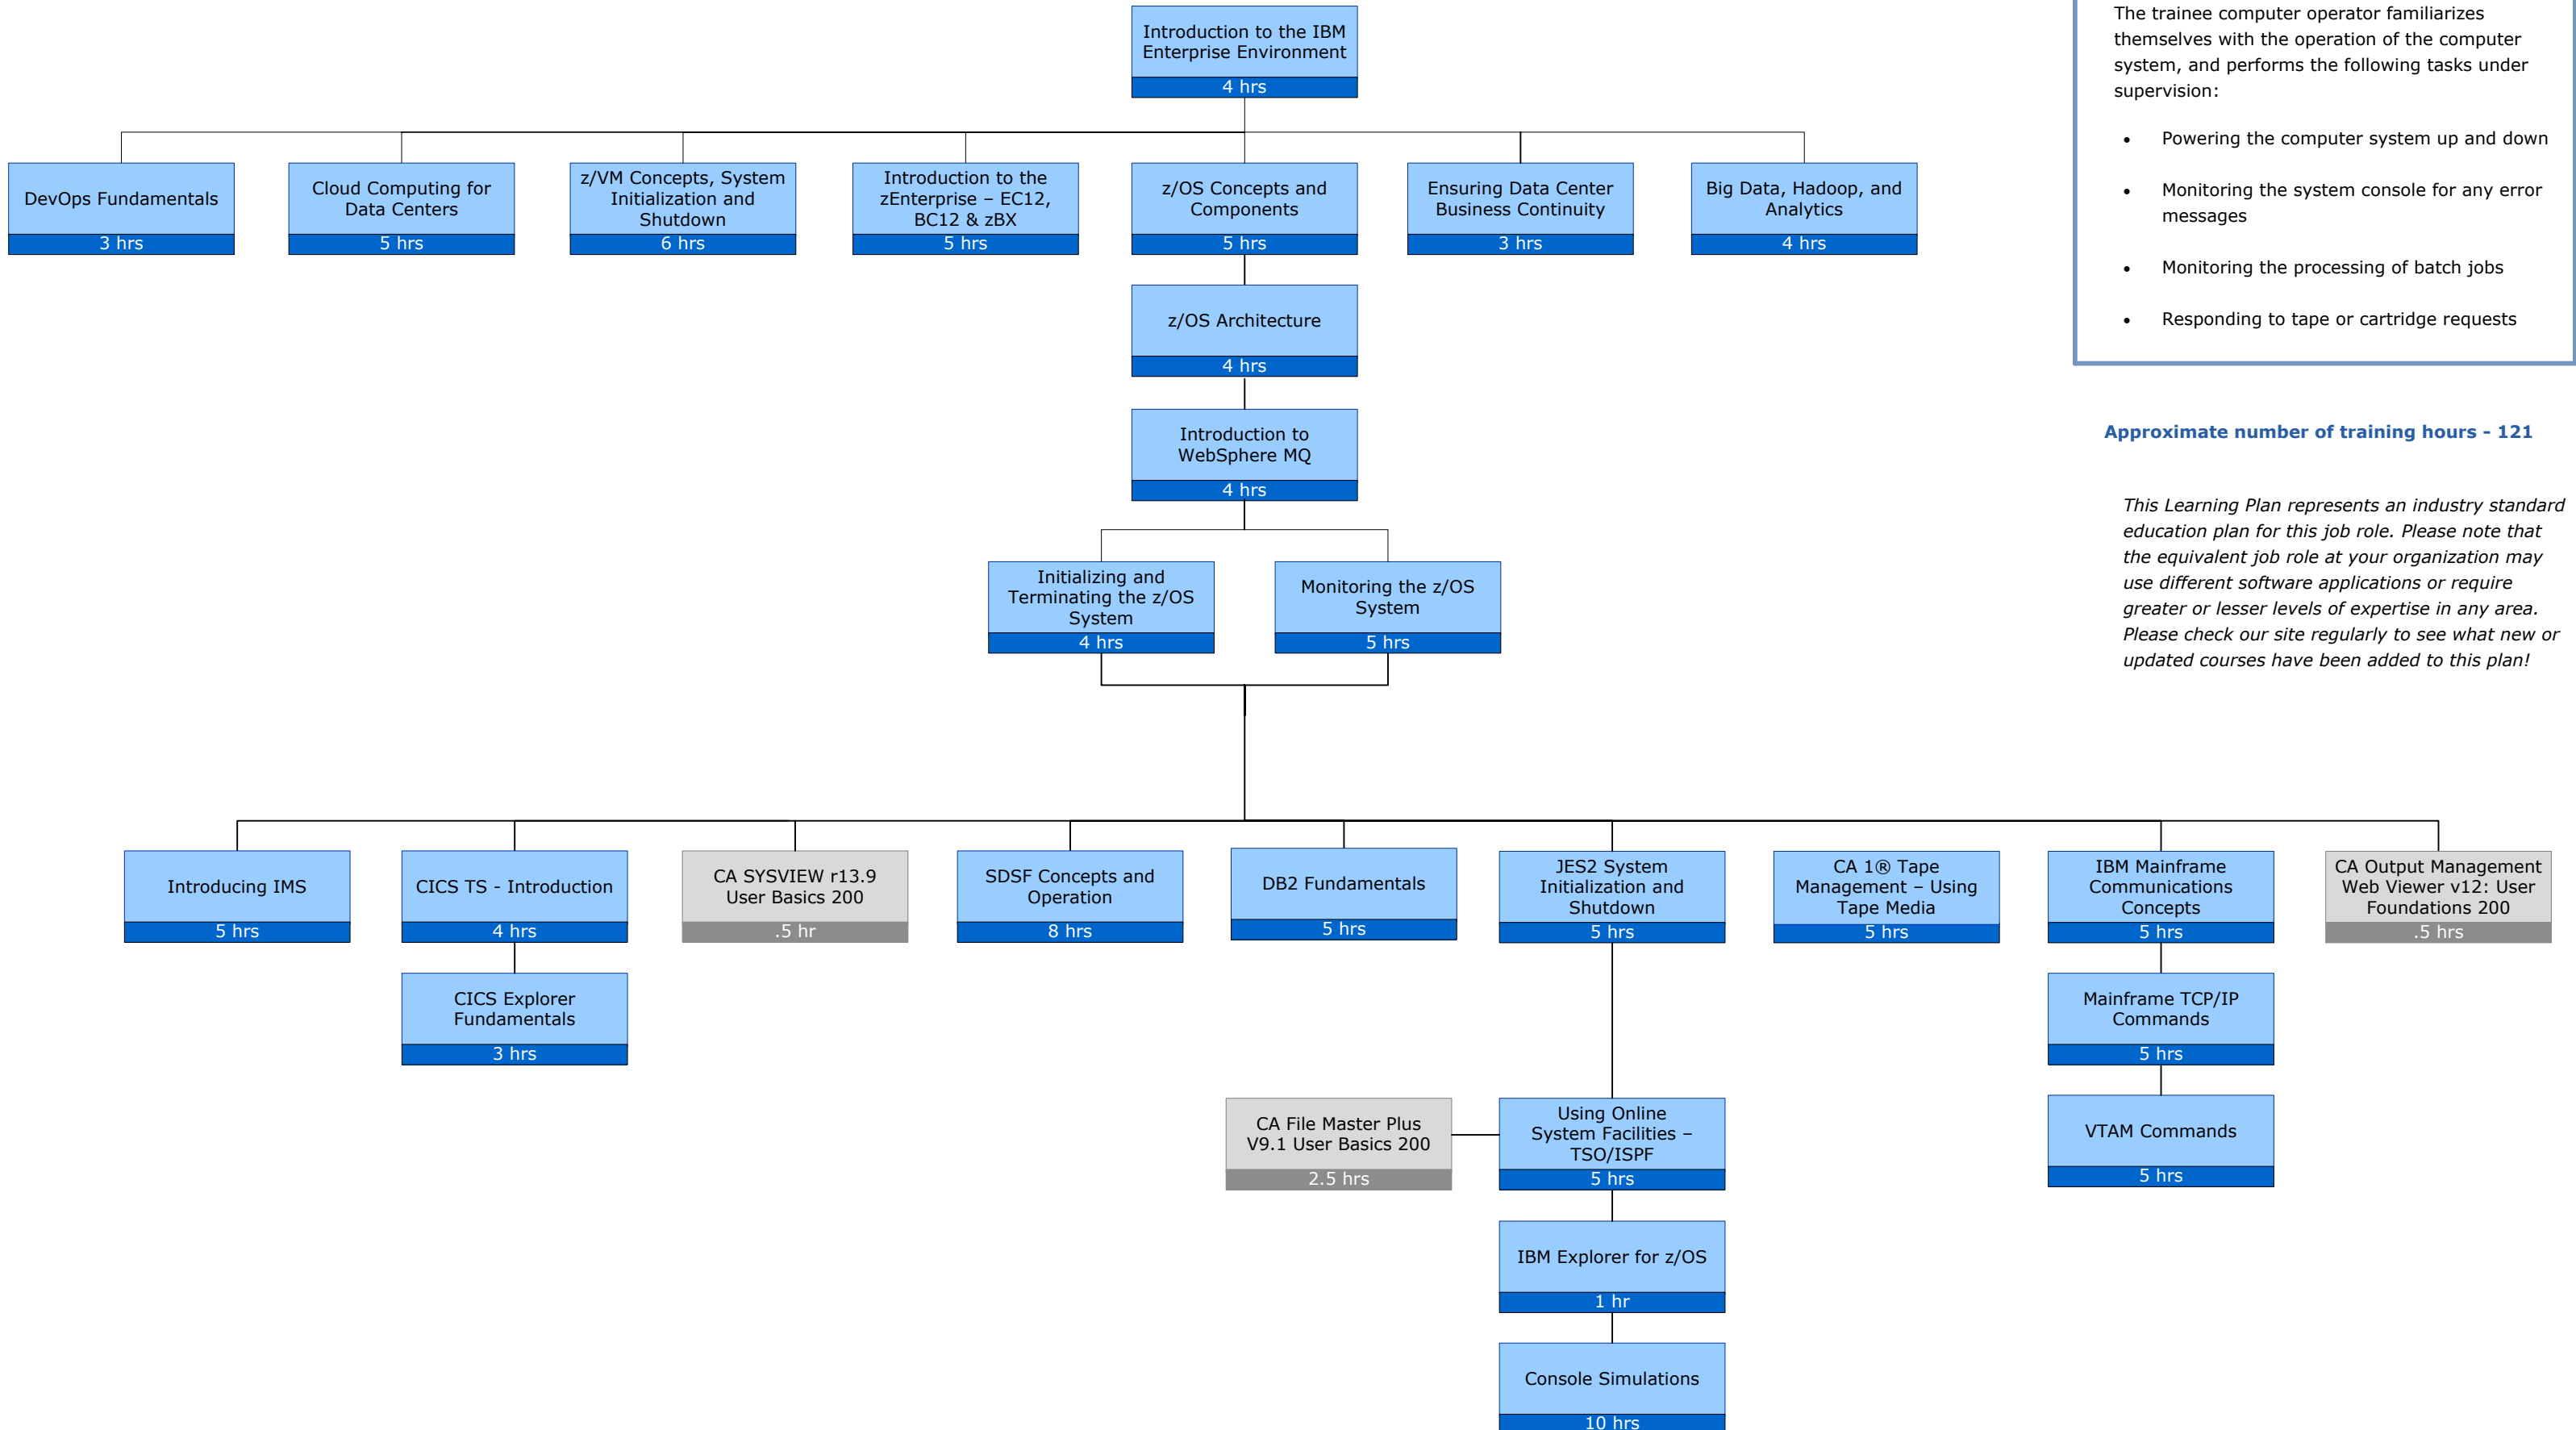 Introduction to the IBM
Enterprise Environment
4 hrs
DevOps Fundamentals
3 hrs
Cloud Computing for
Data Centers
5 hrs
z/VM Concepts, System
Initialization and
Shutdown
6 hrs
Introduction to the
zEnterprise – EC12,
BC12 & zBX
5 hrs
z/OS Concepts and
Components
5 hrs
Ensuring Data Center
Business Continuity
3 hrs
Big Data, Hadoop, and
Analytics
4 hrs
z/OS Architecture
4 hrs
Introduction to
WebSphere MQ
4 hrs
Initializing and
Terminating the z/OS
System
4 hrs
Monitoring the z/OS
System
5 hrs
Introducing IMS
5 hrs
CICS TS - Introduction
4 hrs
CICS Explorer
Fundamentals
3 hrs
CA SYSVIEW r13.9
User Basics 200
.5 hr
SDSF Concepts and
Operation
8 hrs
DB2 Fundamentals
5 hrs
JES2 System
Initialization and
Shutdown
5 hrs
CA File Master Plus
V9.1 User Basics 200
2.5 hrs
Using Online
System Facilities –
TSO/ISPF
5 hrs
IBM Explorer for z/OS
1 hr
Console Simulations
10 hrs
CA 1® Tape
Management – Using
Tape Media
5 hrs
IBM Mainframe
Communications
Concepts
5 hrs
Mainframe TCP/IP
Commands
5 hrs
VTAM Commands
5 hrs
CA Output Management
Web Viewer v12: User
Foundations 200
.5 hrs
The trainee computer operator familiarizes
themselves with the operation of the computer
system, and performs the following tasks under
supervision:
• Powering the computer system up and down
• Monitoring the system console for any error
messages
• Monitoring the processing of batch jobs
• Responding to tape or cartridge requests
Approximate number of training hours - 121
This Learning Plan represents an industry standard
education plan for this job role. Please note that
the equivalent job role at your organization may
use different software applications or require
greater or lesser levels of expertise in any area.
Please check our site regularly to see what new or
updated courses have been added to this plan!